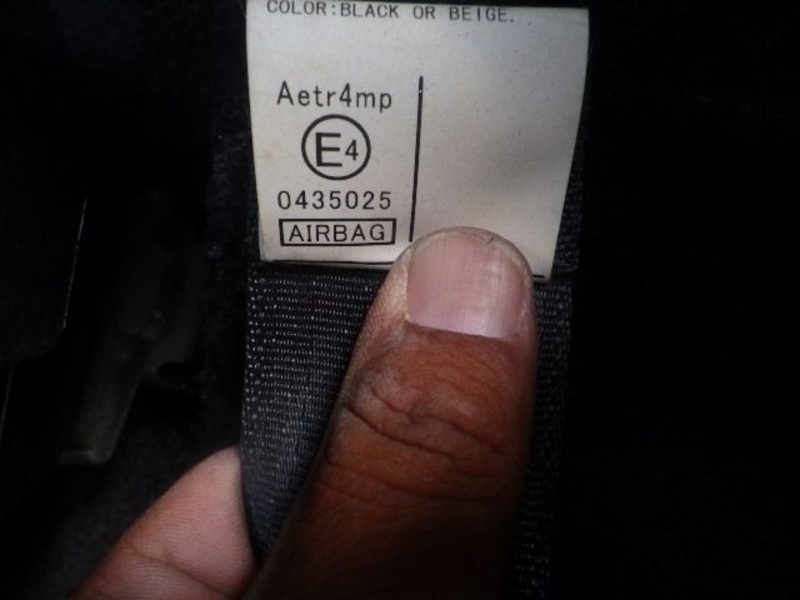 COLOR:BLACK OR BEIGE.
Aetr4mp
E4
0435025
AIRBAG